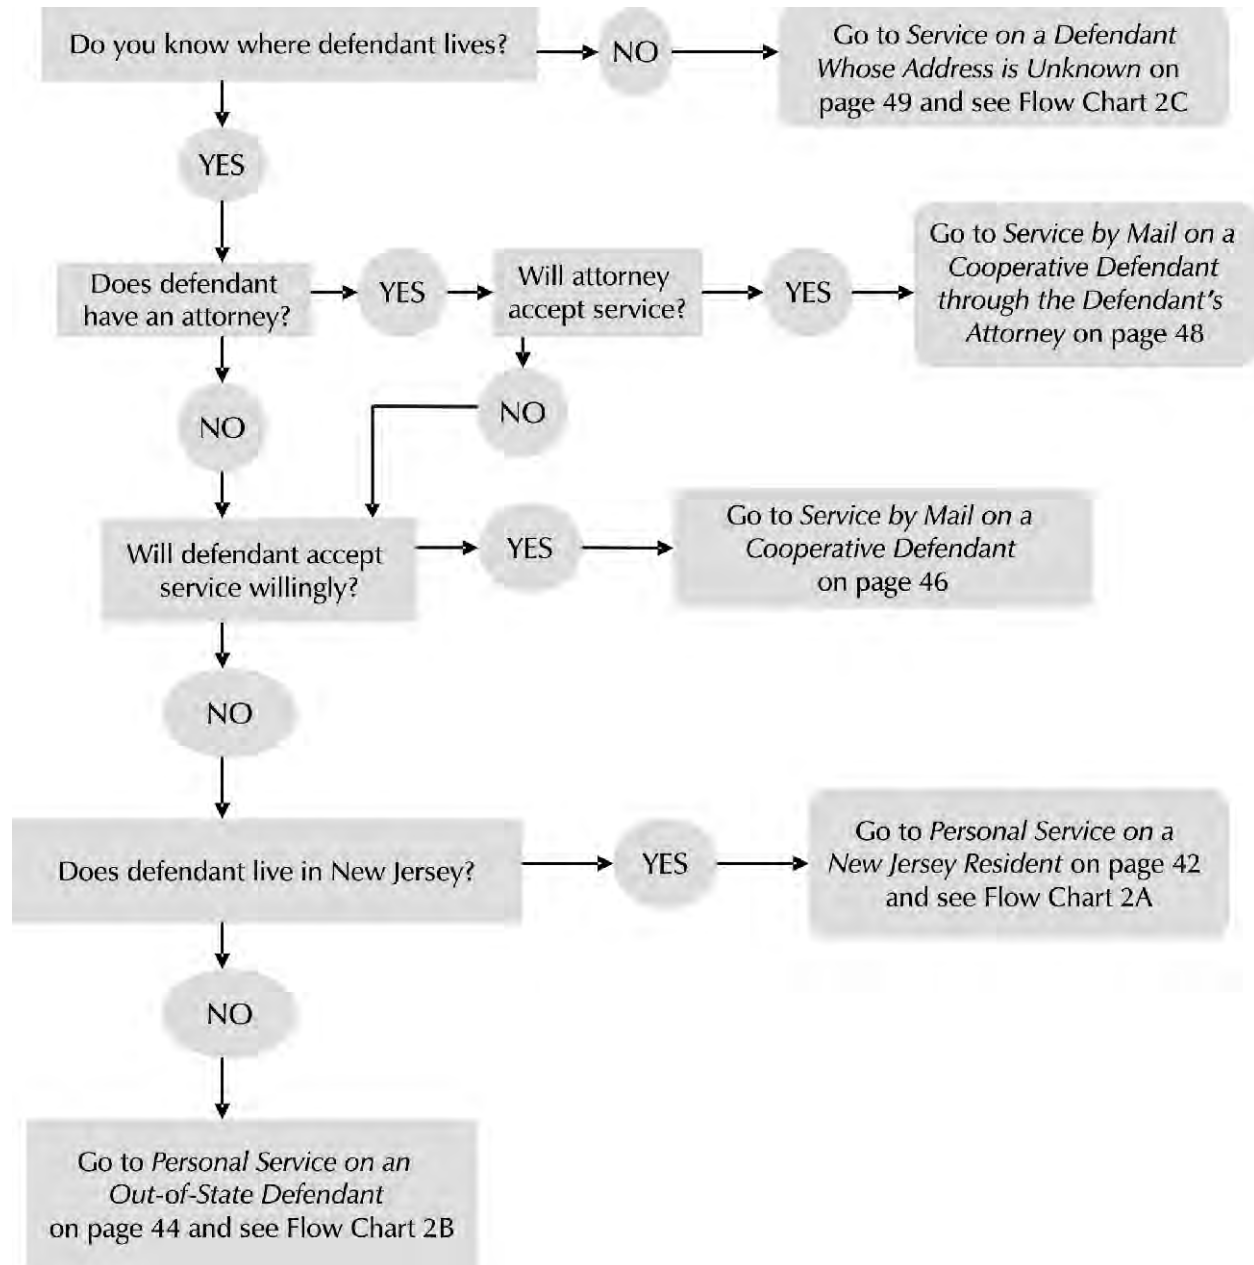 Do you know where defendant lives?
NO
Go to Service on a Defendant
Whose Address is Unknown on
page 49 and see Flow Chart 2C
YES
Does defendant
have an attorney?
YES
Will attorney
accept service?
YES
Go to Service by Mail on a
Cooperative Defendant
through the Defendant's
Attorney on page 48
NO
NO
Will defendant accept
service willingly?
YES
Go to Service by Mail on a
Cooperative Defendant
on page 46
NO
Does defendant live in New Jersey?
YES
Go to Personal Service on a
New Jersey Resident on page 42
and see Flow Chart 2A
NO
Go to Personal Service on an
Out-of-State Defendant
on page 44 and see Flow Chart 2B